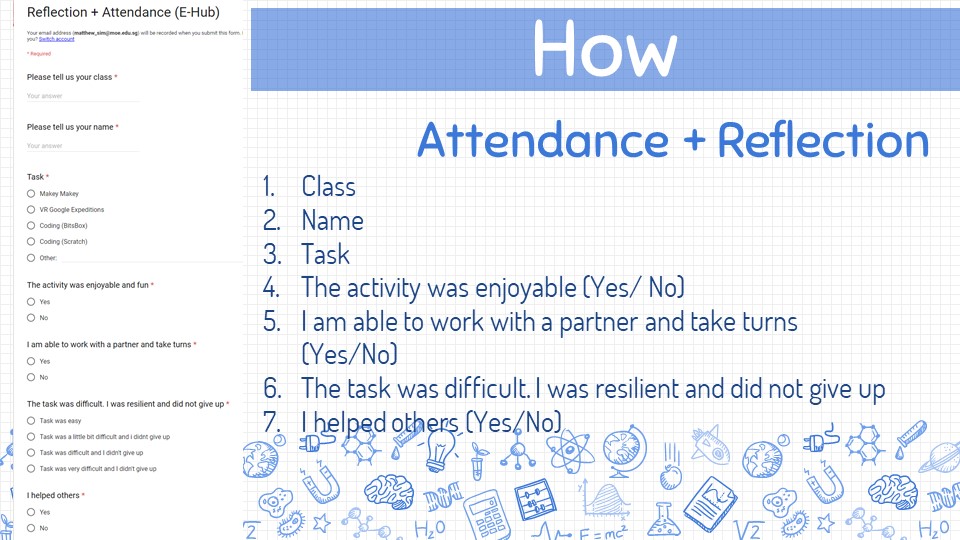 Reflection + Attendance (E-Hub)
Your email address (matthew_sim@moe.edu.sg) will be recorded when you submit this form.
you? Switch account
* Required
Please tell us your class *
Your answer
Please tell us your name *
Your answer
Task *
Makey Makey
VR Google Expeditions
Coding (BitsBox)
Coding (Scratch)
Other:
The activity was enjoyable and fun *
Yes
No
I am able to work with a partner and take turns *
Yes
No
The task was difficult. I was resilient and did not give up *
Task was easy
Task was a little bit difficult and i didnt give up
Task was difficult and I didn't give up
Task was very difficult and I didn't give up
I helped others *
Yes
No
How
Attendance + Reflection
1. Class
2. Name
3. Task
4. The activity was enjoyable (Yes/ No)
5. I am able to work with a partner and take turns
(Yes/No)
6. The task was difficult. I was resilient and did not give up
7. I helped others (Yes/No)
H₂O
E=mc²
√2
H₂O